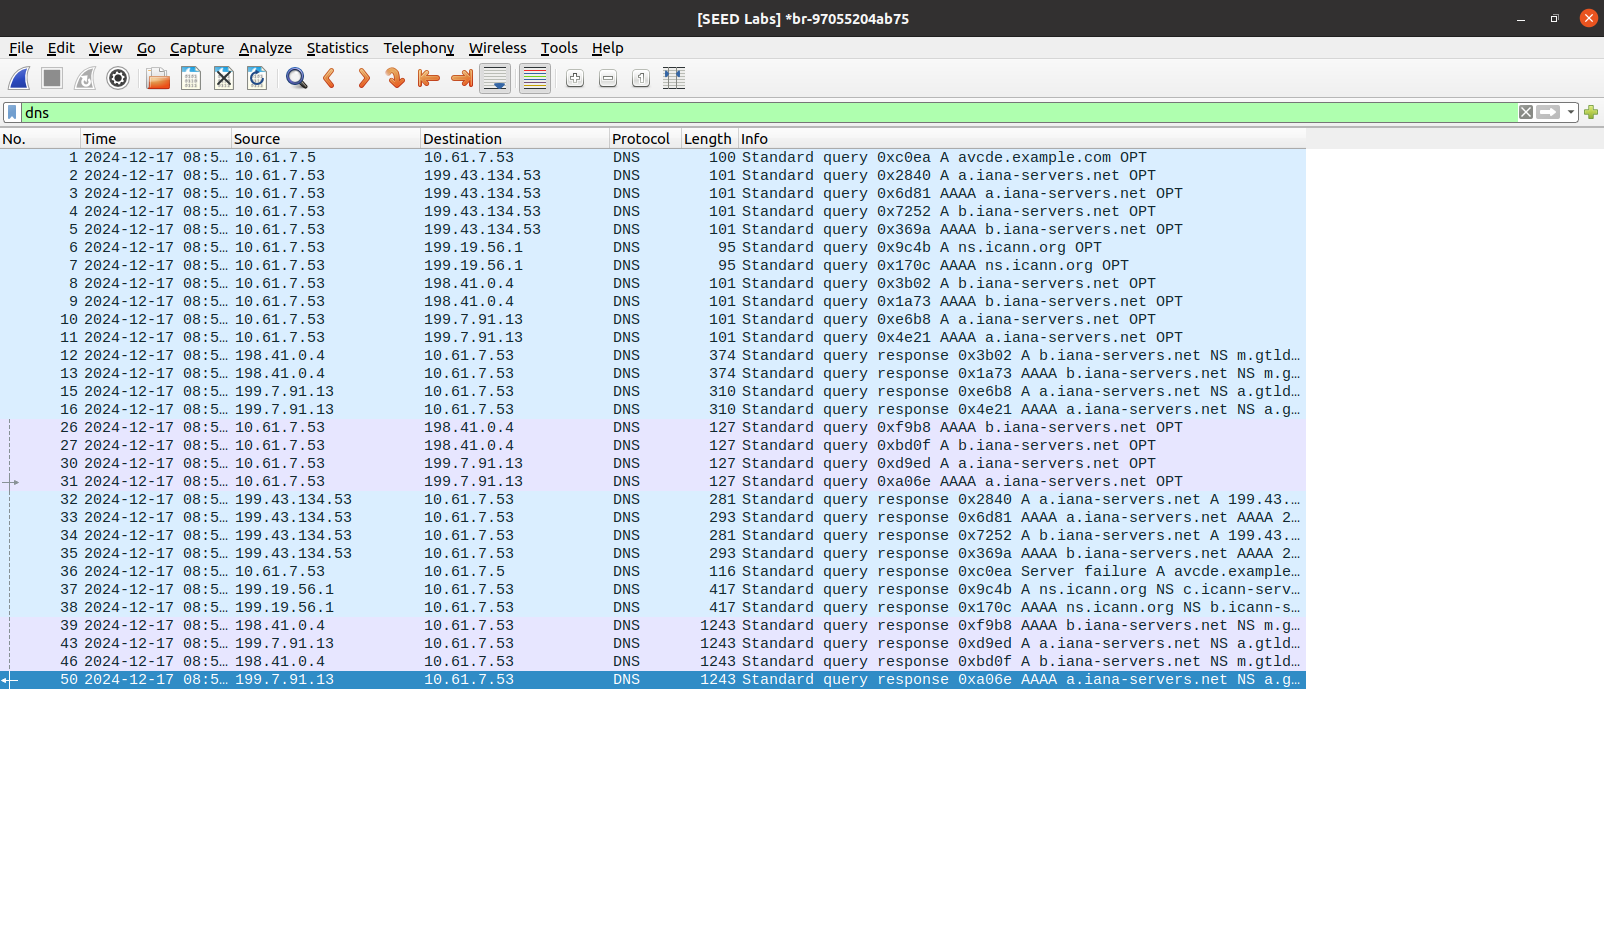 [SEED Labs] *br-97055204ab75
File Edit View Go Capture Analyze Statistics Telephony Wireless Tools Help
dns
No. Time Source Destination Protocol Length Info
1 2024-12-17 08:5… 10.61.7.5 10.61.7.53 DNS 100 Standard query 0xc0ea A avcde.example.com OPT
2 2024-12-17 08:5… 10.61.7.53 199.43.134.53 DNS 101 Standard query 0x2840 A a.iana-servers.net OPT
3 2024-12-17 08:5… 10.61.7.53 199.43.134.53 DNS 101 Standard query 0x6d81 AAAA a.iana-servers.net OPT
4 2024-12-17 08:5… 10.61.7.53 199.43.134.53 DNS 101 Standard query 0x7252 A b.iana-servers.net OPT
5 2024-12-17 08:5… 10.61.7.53 199.43.134.53 DNS 101 Standard query 0x369a AAAA b.iana-servers.net OPT
6 2024-12-17 08:5… 10.61.7.53 199.19.56.1 DNS 95 Standard query 0x9c4b A ns.icann.org OPT
7 2024-12-17 08:5… 10.61.7.53 199.19.56.1 DNS 95 Standard query 0x170c AAAA ns.icann.org OPT
8 2024-12-17 08:5… 10.61.7.53 198.41.0.4 DNS 101 Standard query 0x3b02 A b.iana-servers.net OPT
9 2024-12-17 08:5… 10.61.7.53 198.41.0.4 DNS 101 Standard query 0x1a73 AAAA b.iana-servers.net OPT
10 2024-12-17 08:5… 10.61.7.53 199.7.91.13 DNS 101 Standard query 0xe6b8 A a.iana-servers.net OPT
11 2024-12-17 08:5… 10.61.7.53 199.7.91.13 DNS 101 Standard query 0x4e21 AAAA a.iana-servers.net OPT
12 2024-12-17 08:5… 198.41.0.4 10.61.7.53 DNS 374 Standard query response 0x3b02 A b.iana-servers.net NS m.gtld…
13 2024-12-17 08:5… 198.41.0.4 10.61.7.53 DNS 374 Standard query response 0x1a73 AAAA b.iana-servers.net NS m.g…
15 2024-12-17 08:5… 199.7.91.13 10.61.7.53 DNS 310 Standard query response 0xe6b8 A a.iana-servers.net NS a.gtld…
16 2024-12-17 08:5… 199.7.91.13 10.61.7.53 DNS 310 Standard query response 0x4e21 AAAA a.iana-servers.net NS a.g…
26 2024-12-17 08:5… 10.61.7.53 198.41.0.4 DNS 127 Standard query 0xf9b8 AAAA b.iana-servers.net OPT
27 2024-12-17 08:5… 10.61.7.53 198.41.0.4 DNS 127 Standard query 0xbd0f A b.iana-servers.net OPT
30 2024-12-17 08:5… 10.61.7.53 199.7.91.13 DNS 127 Standard query 0xd9ed A a.iana-servers.net OPT
31 2024-12-17 08:5… 10.61.7.53 199.7.91.13 DNS 127 Standard query 0xa06e AAAA a.iana-servers.net OPT
32 2024-12-17 08:5… 199.43.134.53 10.61.7.53 DNS 281 Standard query response 0x2840 A a.iana-servers.net A 199.43.…
33 2024-12-17 08:5… 199.43.134.53 10.61.7.53 DNS 293 Standard query response 0x6d81 AAAA a.iana-servers.net AAAA 2…
34 2024-12-17 08:5… 199.43.134.53 10.61.7.53 DNS 281 Standard query response 0x7252 A b.iana-servers.net A 199.43.…
35 2024-12-17 08:5… 199.43.134.53 10.61.7.53 DNS 293 Standard query response 0x369a AAAA b.iana-servers.net AAAA 2…
36 2024-12-17 08:5… 10.61.7.53 10.61.7.5 DNS 116 Standard query response 0xc0ea Server failure A avcde.example…
37 2024-12-17 08:5… 199.19.56.1 10.61.7.53 DNS 417 Standard query response 0x9c4b A ns.icann.org NS c.icann-serv…
38 2024-12-17 08:5… 199.19.56.1 10.61.7.53 DNS 417 Standard query response 0x170c AAAA ns.icann.org NS b.icann-s…
39 2024-12-17 08:5… 198.41.0.4 10.61.7.53 DNS 1243 Standard query response 0xf9b8 AAAA b.iana-servers.net NS m.g…
43 2024-12-17 08:5… 199.7.91.13 10.61.7.53 DNS 1243 Standard query response 0xd9ed A a.iana-servers.net NS a.gtld…
46 2024-12-17 08:5… 198.41.0.4 10.61.7.53 DNS 1243 Standard query response 0xbd0f A b.iana-servers.net NS m.gtld…
50 2024-12-17 08:5… 199.7.91.13 10.61.7.53 DNS 1243 Standard query response 0xa06e AAAA a.iana-servers.net NS a.g…